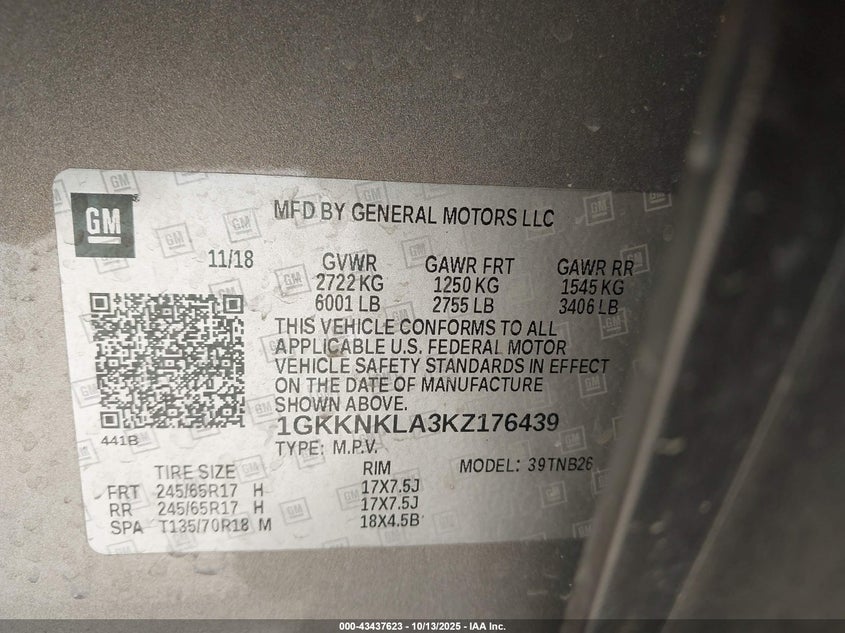 GM
MFD BY GENERAL MOTORS LLC
11/18
GVWR GAWR FRT GAWR RR
2722 KG 1250 KG 1545 KG
6001 LB 2755 LB 3406 LB
THIS VEHICLE CONFORMS TO ALL
APPLICABLE U.S. FEDERAL MOTOR
VEHICLE SAFETY STANDARDS IN EFFECT
ON THE DATE OF MANUFACTURE
SHOWN ABOVE.
1GKKNKLA3KZ176439
441B
TYPE: M.P.V.
TIRE SIZE RIM MODEL: 39TNB26
FRT 245/65R17 H 17X7.5J
RR 245/65R17 H 17X7.5J
SPA T135/70R18 M 18X4.5B
000-43437623 - 10/13/2025 - IAA Inc.